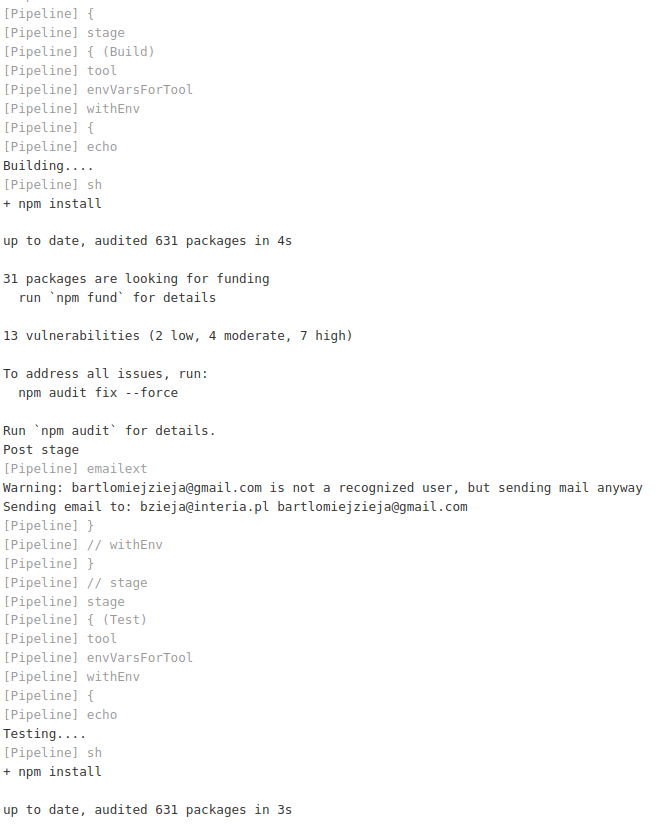 [Pipeline] {
[Pipeline] stage
[Pipeline] { (Build)
[Pipeline] tool
[Pipeline] envVarsForTool
[Pipeline] withEnv
[Pipeline] {
[Pipeline] echo
Building....
[Pipeline] sh
+ npm install
up to date, audited 631 packages in 4s
31 packages are looking for funding
  run `npm fund` for details
13 vulnerabilities (2 low, 4 moderate, 7 high)
To address all issues, run:
  npm audit fix --force
Run `npm audit` for details.
Post stage
[Pipeline] emailext
Warning: bartlomiejzieja@gmail.com is not a recognized user, but sending mail anyway
Sending email to: bzieja@interia.pl bartlomiejzieja@gmail.com
[Pipeline] }
[Pipeline] // withEnv
[Pipeline] }
[Pipeline] // stage
[Pipeline] stage
[Pipeline] { (Test)
[Pipeline] tool
[Pipeline] envVarsForTool
[Pipeline] withEnv
[Pipeline] {
[Pipeline] echo
Testing....
[Pipeline] sh
+ npm install
up to date, audited 631 packages in 3s